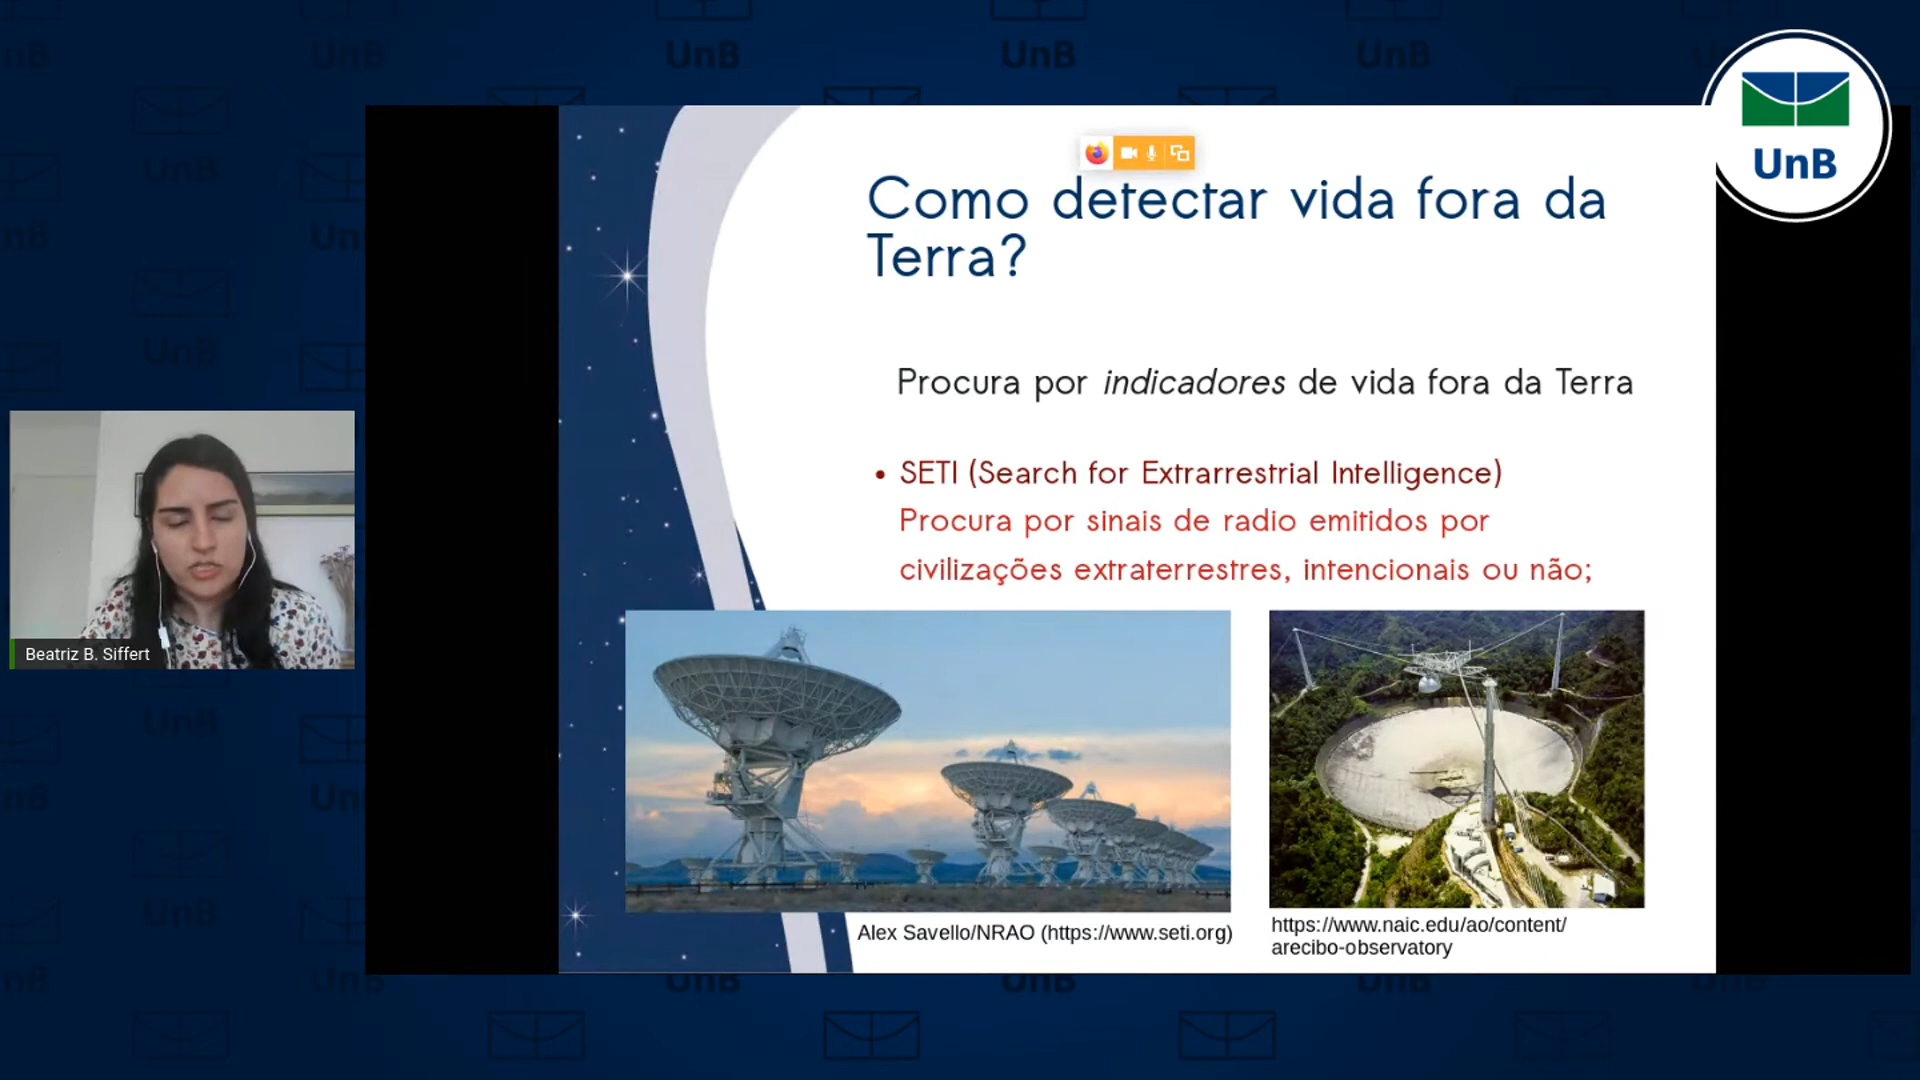 UnB
Como detectar vida fora da
Terra?
Procura por indicadores de vida fora da Terra
• SETI (Search for Extrarrestrial Intelligence)
Procura por sinais de radio emitidos por
civilizações extraterrestres, intencionais ou não;
Beatriz B. Siffert
Alex Savello/NRAO (https://www.seti.org)
https://www.naic.edu/ao/content/
arecibo-observatory